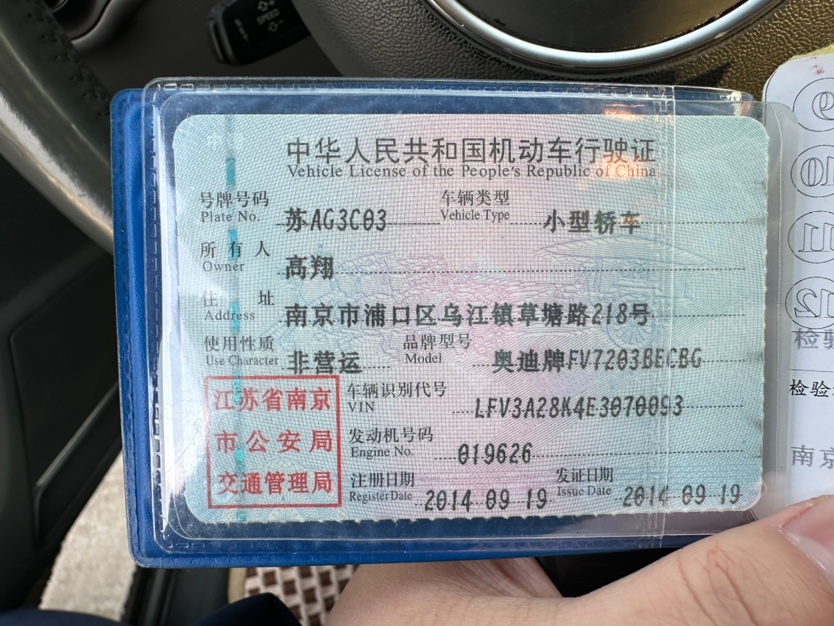 SPEED
中华人民共和国机动车行驶证
Vehicle License of the People's Republic of China
号牌号码 苏AG3C03 车辆类型 小型轿车
Plate No. Vehicle Type
所有人 高翔
Owner
住址 南京市浦口区乌江镇草塘路218号
Address
使用性质 非营运 品牌型号 奥迪牌FV7203BECBG
Use Character Model
江苏省南京
市公安局
交通管理局
车辆识别代号 LFV3A28K4E3070093
VIN
发动机号码 019626
Engine No.
注册日期 2014 09 19 发证日期 2014 09 19
Register Date Issue Date
10
11
12
检验
南京